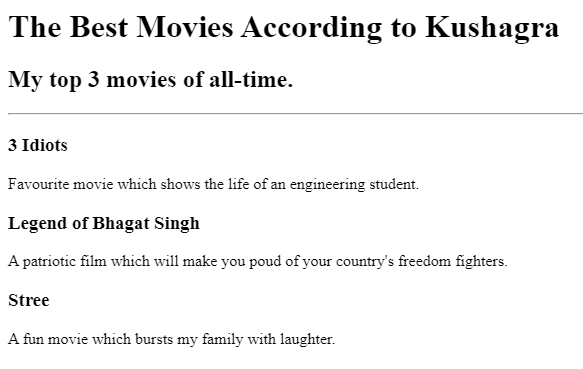 The Best Movies According to Kushagra
My top 3 movies of all-time.
3 Idiots
Favourite movie which shows the life of an engineering student.
Legend of Bhagat Singh
A patriotic film which will make you poud of your country's freedom fighters.
Stree
A fun movie which bursts my family with laughter.